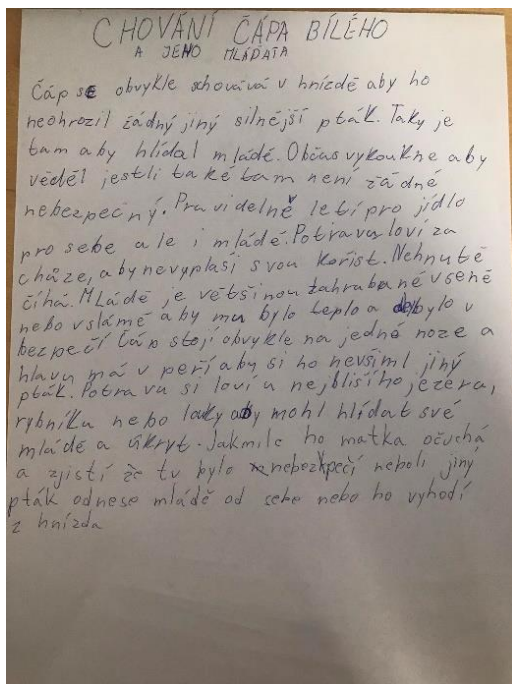 CHOVÁNÍ ČÁPA BÍLÉHO
A JEHO MLÁĎATA
Čáp se obvykle schovává v hnízdě aby ho
neohrozil žádný jiný silnější pták. Taky je
tam aby hlídal mládě. Občas vykoukne aby
věděl jestli také tam není žádné
nebezpečný. Pravidelně letí pro jídlo
pro sebe ale i mládě. Potravu loví za
chůze, aby nevyplaší svou kořist. Nehnutě
číhá. Mládě je většinou zahrabané v seně
nebo v slámě aby mu bylo teplo a bylo v
bezpečí Čáp stojí obvykle na jedné noze a
hlavu má v peří aby si ho nevšiml jiný
pták. Potravu si loví u nejblišího jezera,
rybníku nebo laky aby mohl hlídat své
mládě a úkryt. Jakmile ho matka očuchá
a zjistí že tu bylo nebezpečí neboli jiný
pták odnese mládě od sebe nebo ho vyhodí
z hnízda